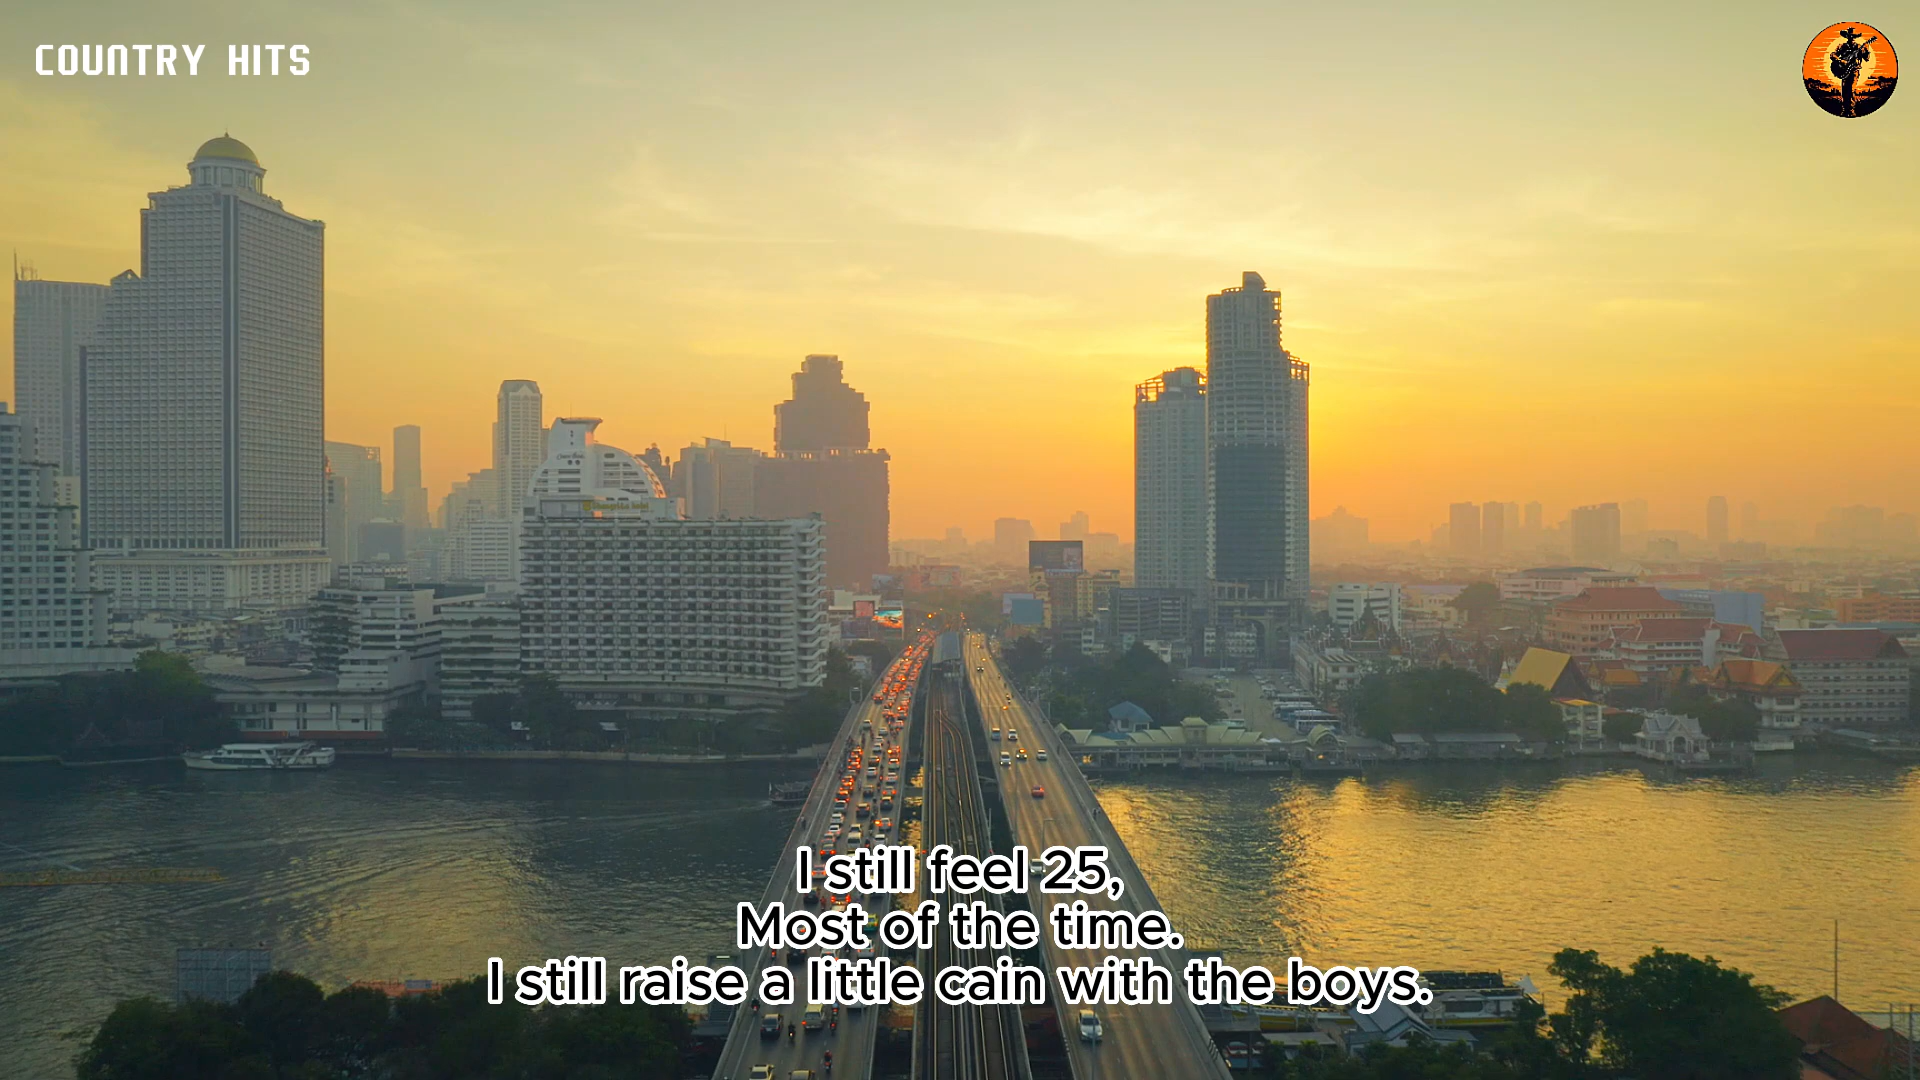 COUNTRY HITS
I still feel 25,
Most of the time.
I still raise a little cain with the boys.